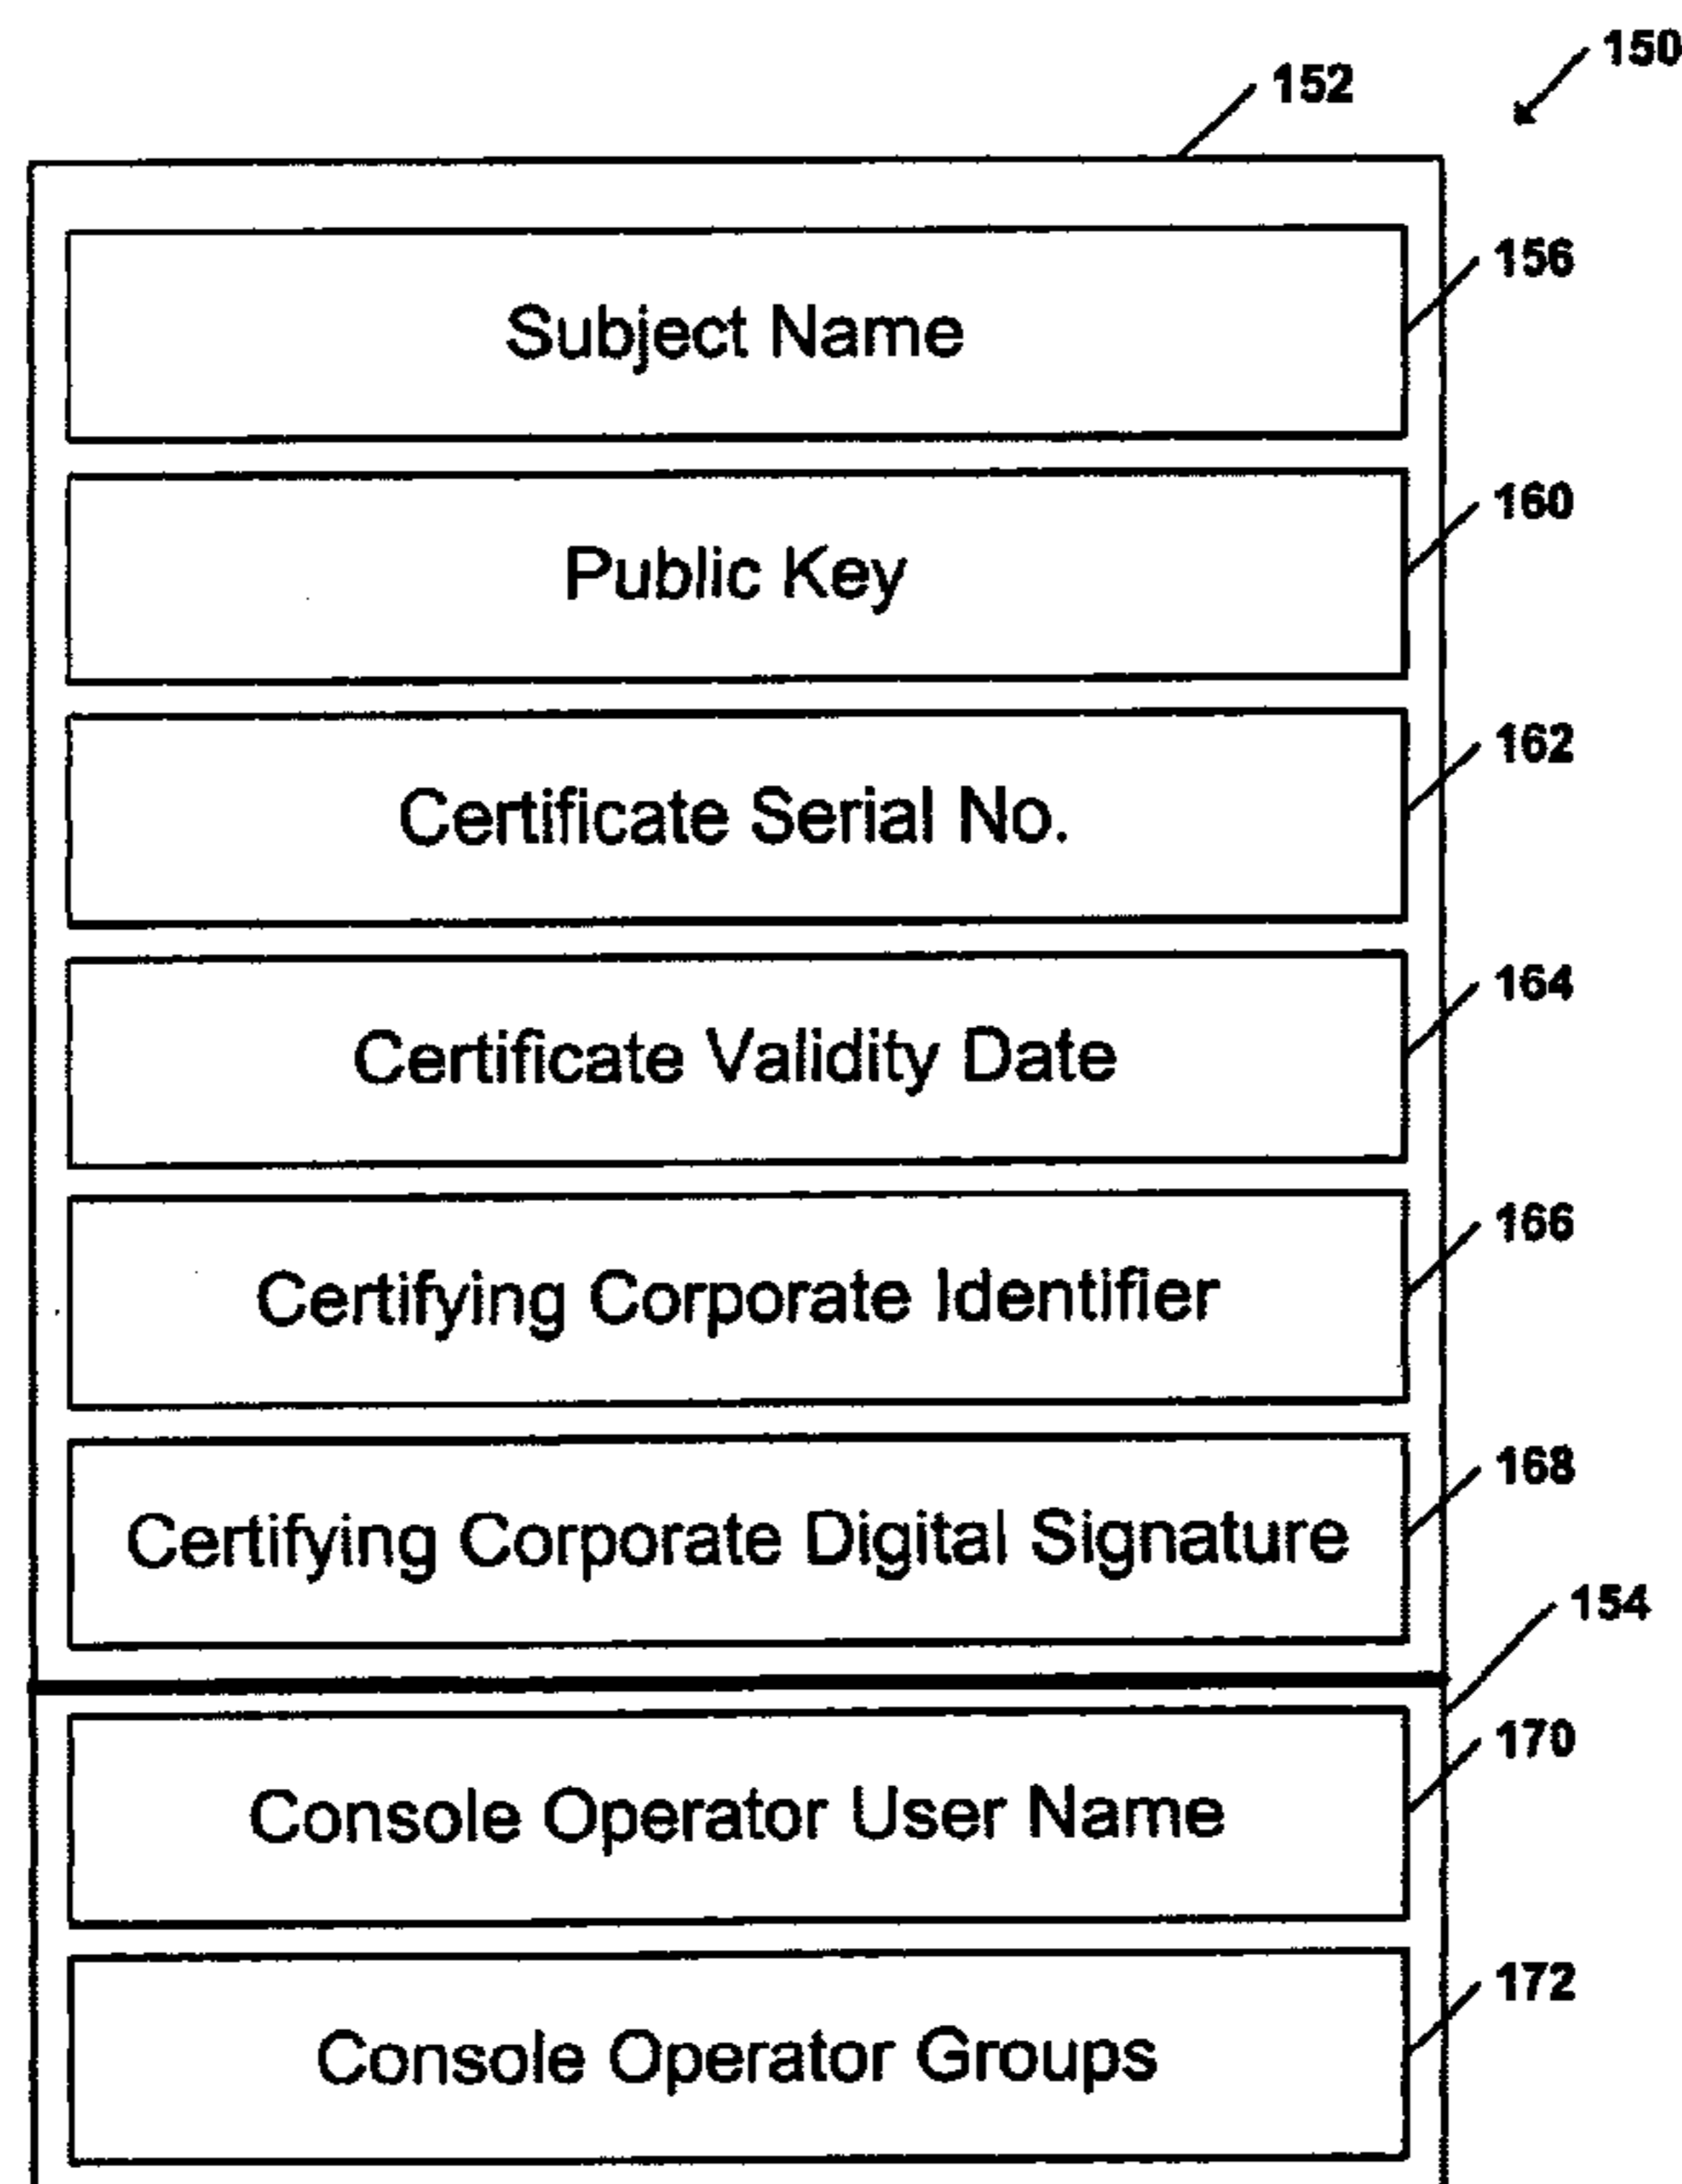 150
152
Subject Name
156
Public Key
160
Certificate Serial No.
162
Certificate Validity Date
164
Certifying Corporate Identifier
166
Certifying Corporate Digital Signature
168
154
Console Operator User Name
170
Console Operator Groups
172